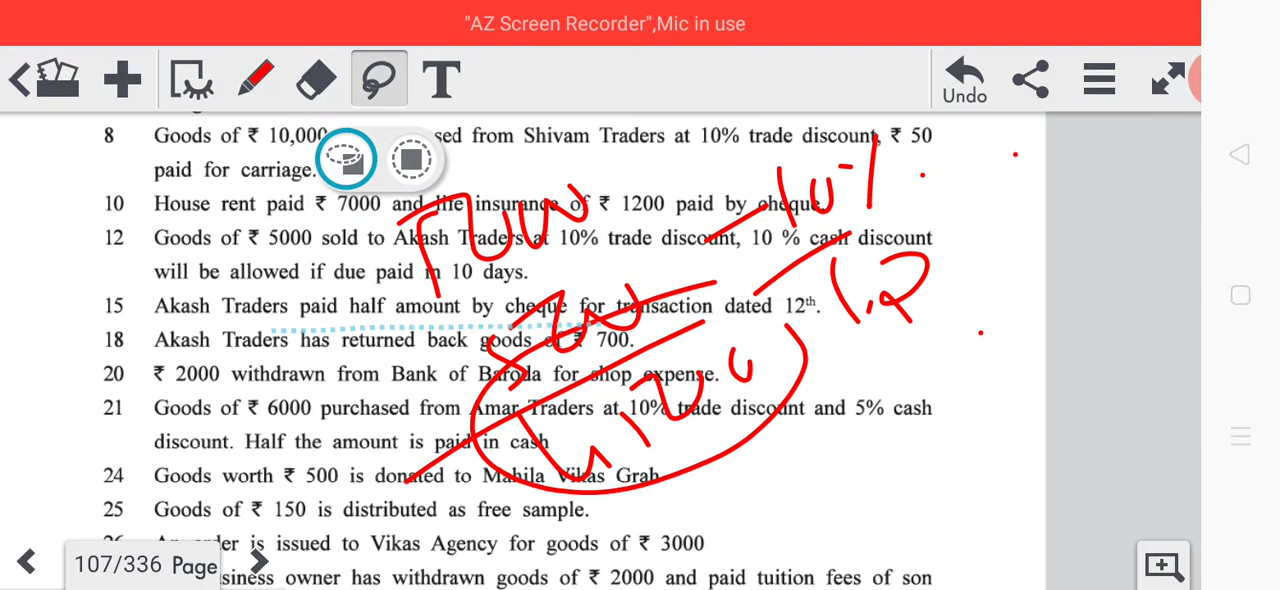 "AZ Screen Recorder",Mic in use
T
Undo
8 Goods of ₹ 10,000 sed from Shivam Traders at 10% trade discount, ₹ 50
paid for carriage.
10 House rent paid ₹ 7000 and life insurance of ₹ 1200 paid by cheque.
12 Goods of ₹ 5000 sold to Akash Traders at 10% trade discount, 10 % cash discount
will be allowed if due paid in 10 days.
15 Akash Traders paid half amount by cheque for transaction dated 12th.
18 Akash Traders has returned back goods of ₹ 700.
20 ₹ 2000 withdrawn from Bank of Baroda for shop expense.
21 Goods of ₹ 6000 purchased from Amar Traders at 10% trade discount and 5% cash
discount. Half the amount is paid in cash
24 Goods worth ₹ 500 is donated to Mahila Vikas Grah
25 Goods of ₹ 150 is distributed as free sample.
is issued to Vikas Agency for goods of ₹ 3000
owner has withdrawn goods of ₹ 2000 and paid tuition fees of son
107/336 Page
10%